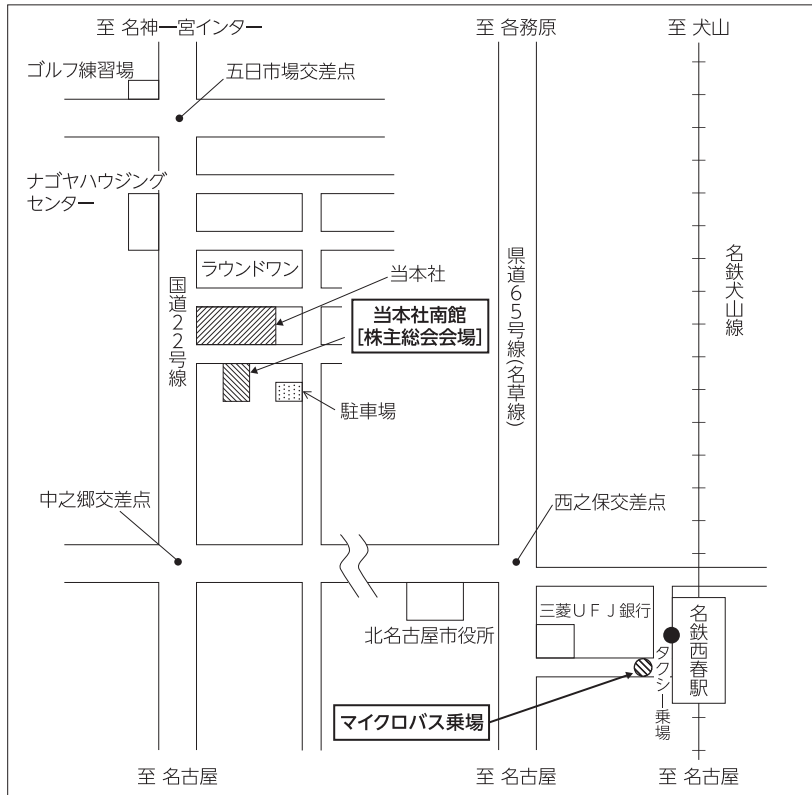 至 名神一宮インター
至 各務原
至 犬山
ゴルフ練習場
五日市場交差点
ナゴヤハウジング
センター
ラウンドワン
当本社
当本社南館
[株主総会会場]
国道22号線
県道65号線(名草線)
名鉄犬山線
駐車場
中之郷交差点
西之保交差点
三菱UFJ銀行
北名古屋市役所
名鉄西春駅
タクシー乗場
マイクロバス乗場
至 名古屋
至 名古屋
至 名古屋